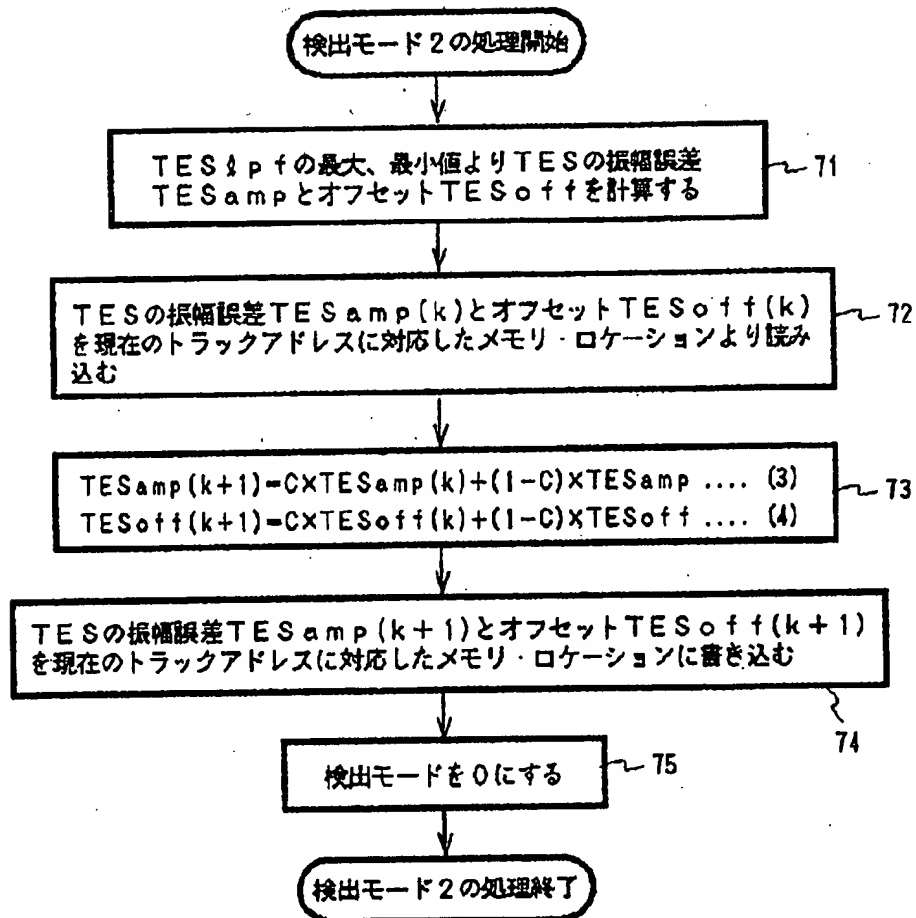 検出モード2の処理開始
TESℓpfの最大、最小値よりTESの振幅誤差
TESampとオフセットTESoffを計算する
71
TESの振幅誤差TESamp(k)とオフセットTESoff(k)
を現在のトラックアドレスに対応したメモリ・ロケーションより読み
込む
72
TESamp(k+1)=C×TESamp(k)+(1-C)×TESamp .... (3)
TESoff(k+1)=C×TESoff(k)+(1-C)×TESoff .... (4)
73
TESの振幅誤差TESamp(k+1)とオフセットTESoff(k+1)
を現在のトラックアドレスに対応したメモリ・ロケーションに書き込む
74
検出モードを0にする
75
検出モード2の処理終了